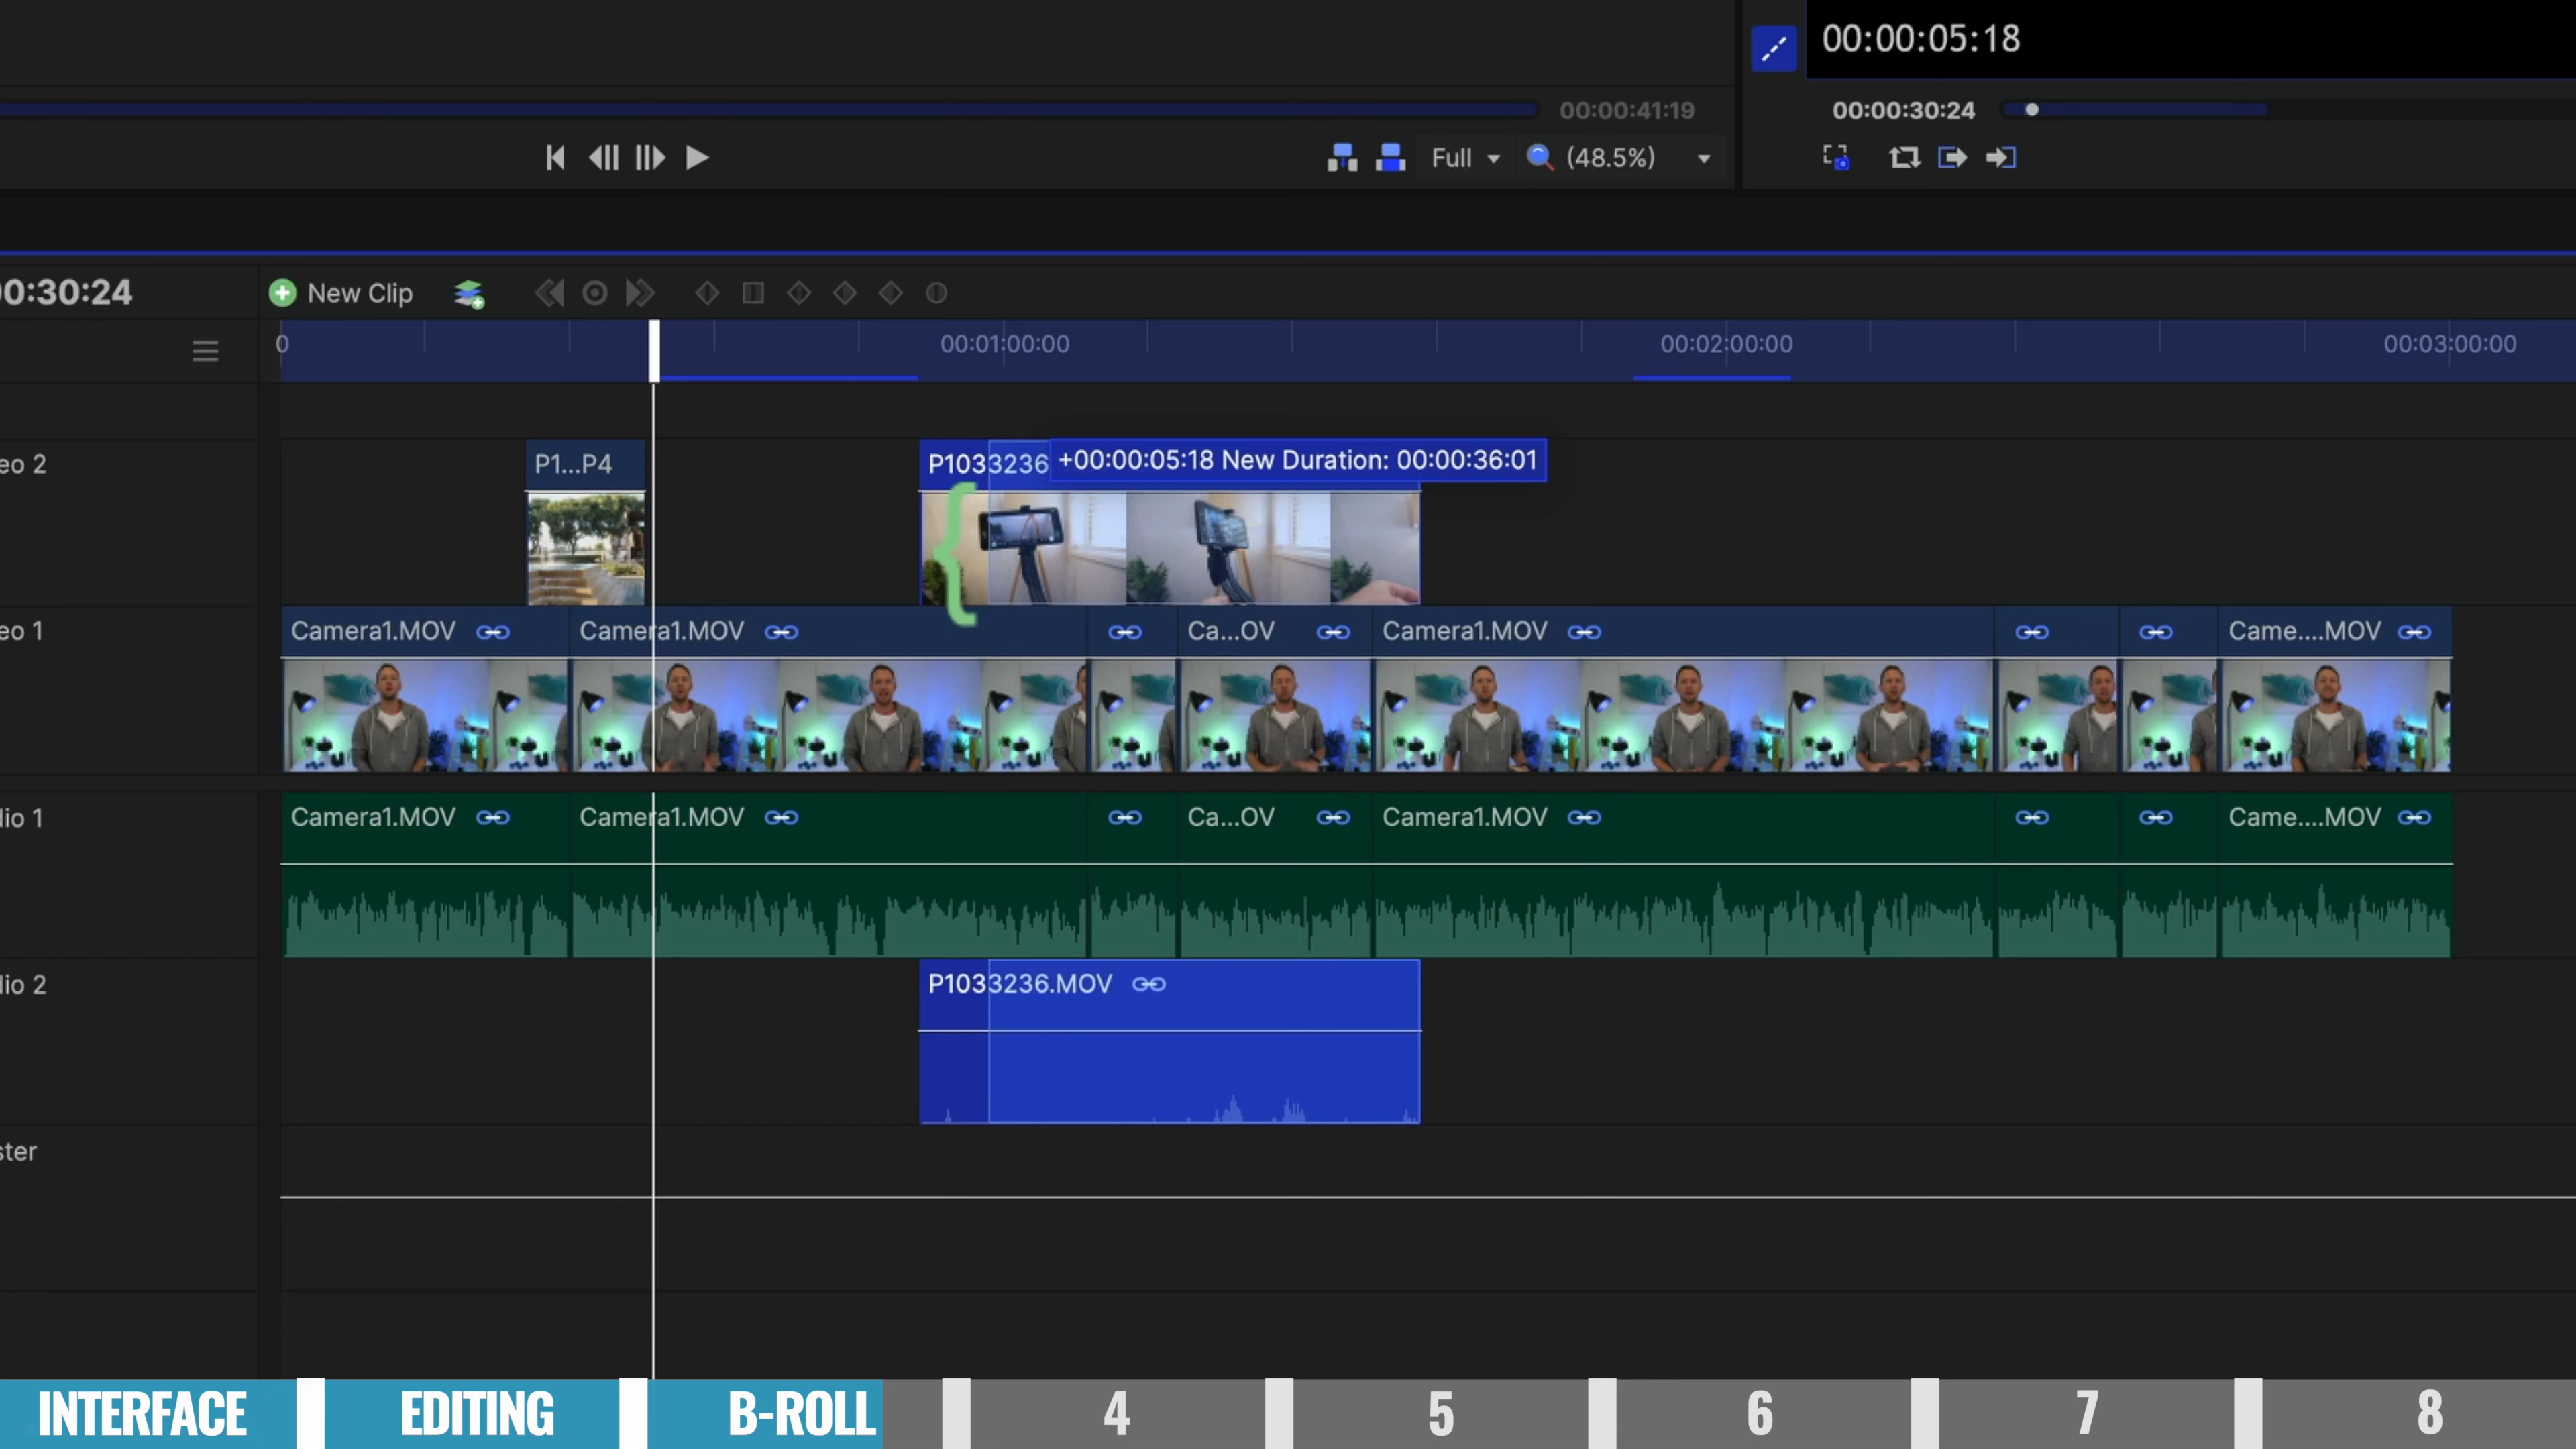 00:00:05:18
00:00:41:19
00:00:30:24
Full
(48.5%)
00:30:24
New Clip
0
00:01:00:00
00:02:00:00
00:03:00:00
eo 2
P1...P4
P1033236
+00:00:05:18 New Duration: 00:00:36:01
eo 1
Camera1.MOV
Camera1.MOV
Ca...OV
Camera1.MOV
Came....MOV
dio 1
Camera1.MOV
Camera1.MOV
Ca...OV
Camera1.MOV
Came....MOV
dio 2
P1033236.MOV
ster
INTERFACE
EDITING
B-ROLL
4
5
6
7
8